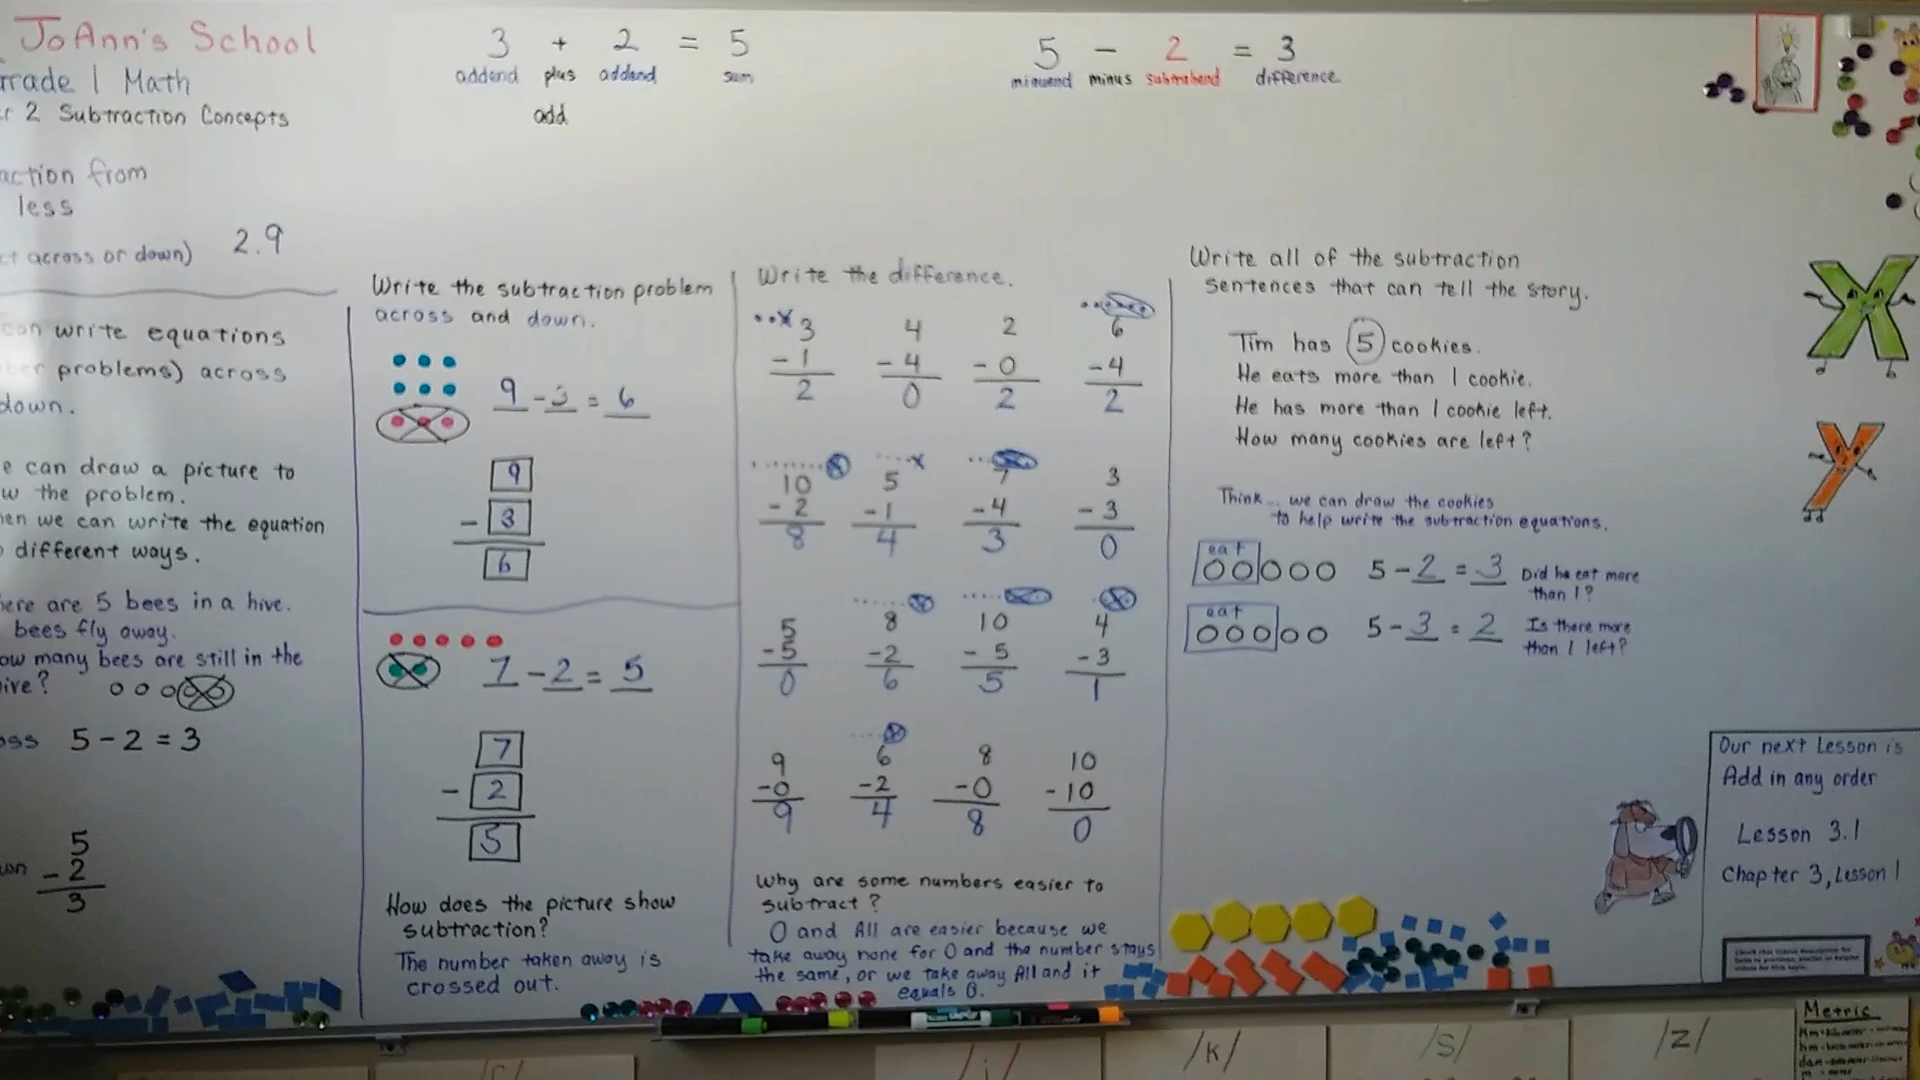 JoAnn's School
Grade 1 Math
2 Subtraction Concepts
from
less
across or down) 2.9
3 + 2 = 5
addend plus addend sum
add
5 - 2 = 3
minuend minus subtrahend difference
can write equations
problems) across
down.
can draw a picture to
the problem.
we can write the equation
different ways.
are 5 bees in a hive.
bees fly away.
many bees are still in the
5 - 2 = 3
5
- 2
3
Write the subtraction problem
across and down.
9 - 3 = 6
9
- 3
6
7 - 2 = 5
7
- 2
5
How does the picture show
subtraction?
The number taken away is
crossed out.
Write the difference.
3 4 2 6
-1 -4 -0 -4
2 0 2 2
10 5 7 3
-2 -1 -4 -3
8 4 3 0
5 8 10 4
-5 -2 -5 -3
0 6 5 1
9 6 8 10
-0 -2 -0 -10
9 4 8 0
Why are some numbers easier to
subtract?
0 and All are easier because we
take away none for 0 and the number stays
the same, or we take away All and it
equals 0.
Write all of the subtraction
sentences that can tell the story.
Tim has 5 cookies.
He eats more than 1 cookie.
He has more than 1 cookie left.
How many cookies are left?
Think... we can draw the cookies
to help write the subtraction equations.
eat
5 - 2 = 3 Did he eat more
than 1?
eat
5 - 3 = 2 Is there more
than 1 left?
X
Y
Our next Lesson is
Add in any order
Lesson 3.1
Chapter 3, Lesson 1
/k/
/s/
/z/
Metric